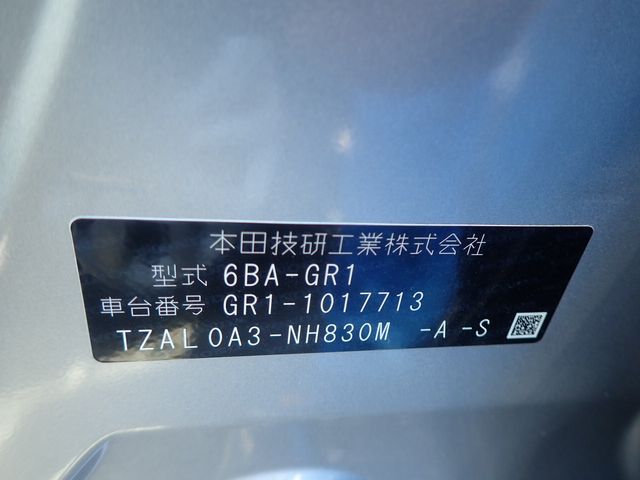 本田技研工業株式会社
型式 6BA-GR1
車台番号 GR1-1017713
TZAL0A3-NH830M -A-S